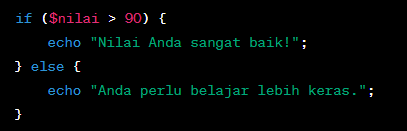 if ($nilai > 90) {
    echo "Nilai Anda sangat baik!";
} else {
    echo "Anda perlu belajar lebih keras.";
}